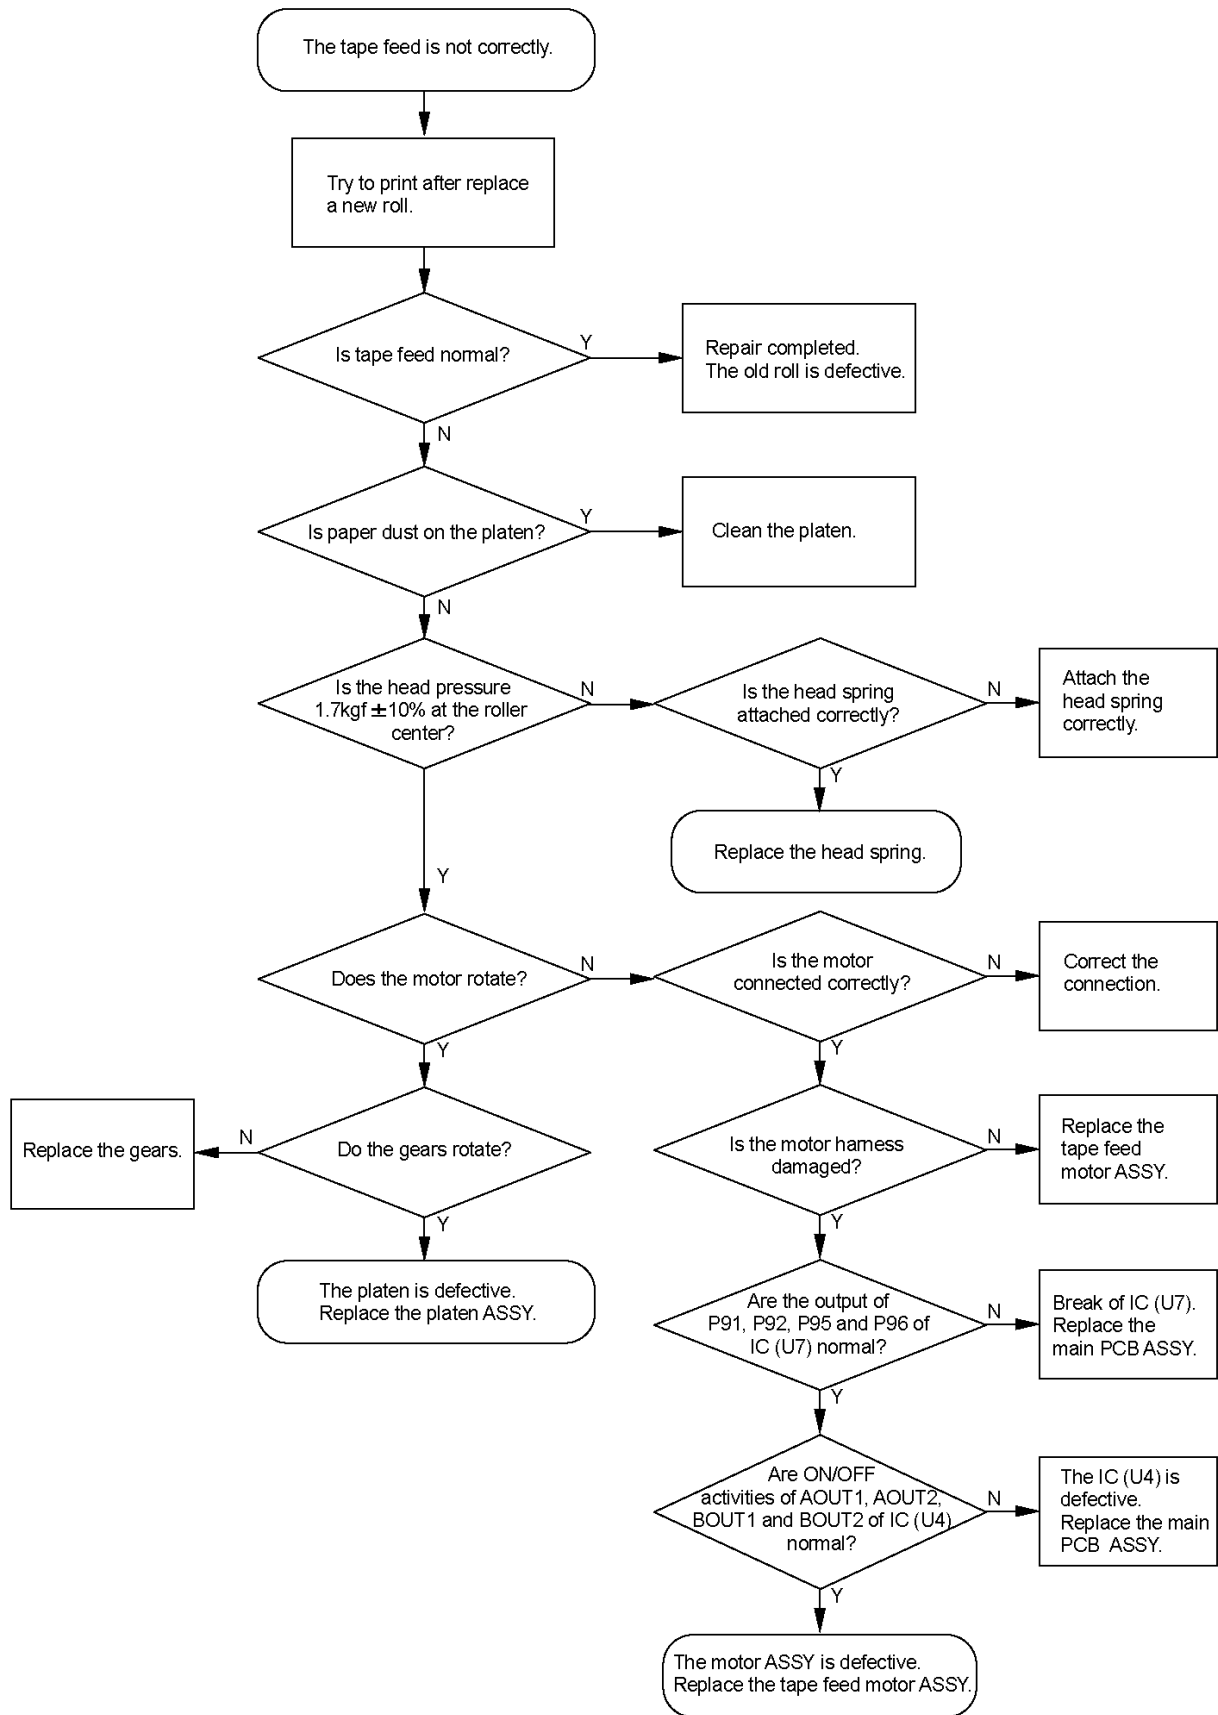 The tape feed is not correctly.
Try to print after replace
a new roll.
Is tape feed normal?
Y
Repair completed.
The old roll is defective.
N
Is paper dust on the platen?
Y
Clean the platen.
N
Is the head pressure
1.7kgf ±10% at the roller
center?
N
Is the head spring
attached correctly?
N
Attach the
head spring
correctly.
Y
Replace the head spring.
Y
Does the motor rotate?
N
Is the motor
connected correctly?
N
Correct the
connection.
Y
Y
Replace the gears.
N
Do the gears rotate?
Is the motor harness
damaged?
N
Replace the
tape feed
motor ASSY.
Y
Y
The platen is defective.
Replace the platen ASSY.
Are the output of
P91, P92, P95 and P96 of
IC (U7) normal?
N
Break of IC (U7).
Replace the
main PCB ASSY.
Y
Are ON/OFF
activities of AOUT1, AOUT2,
BOUT1 and BOUT2 of IC (U4)
normal?
N
The IC (U4) is
defective.
Replace the main
PCB ASSY.
Y
The motor ASSY is defective.
Replace the tape feed motor ASSY.